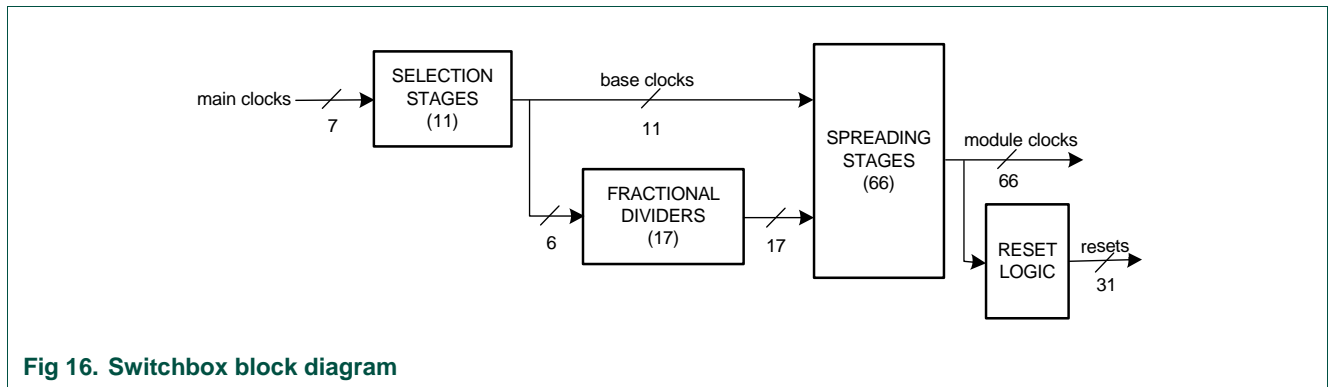 main clocks
7
SELECTION
STAGES
(11)
base clocks
11
6
FRACTIONAL
DIVIDERS
(17)
17
SPREADING
STAGES
(66)
module clocks
66
RESET
LOGIC
resets
31
Fig 16. Switchbox block diagram